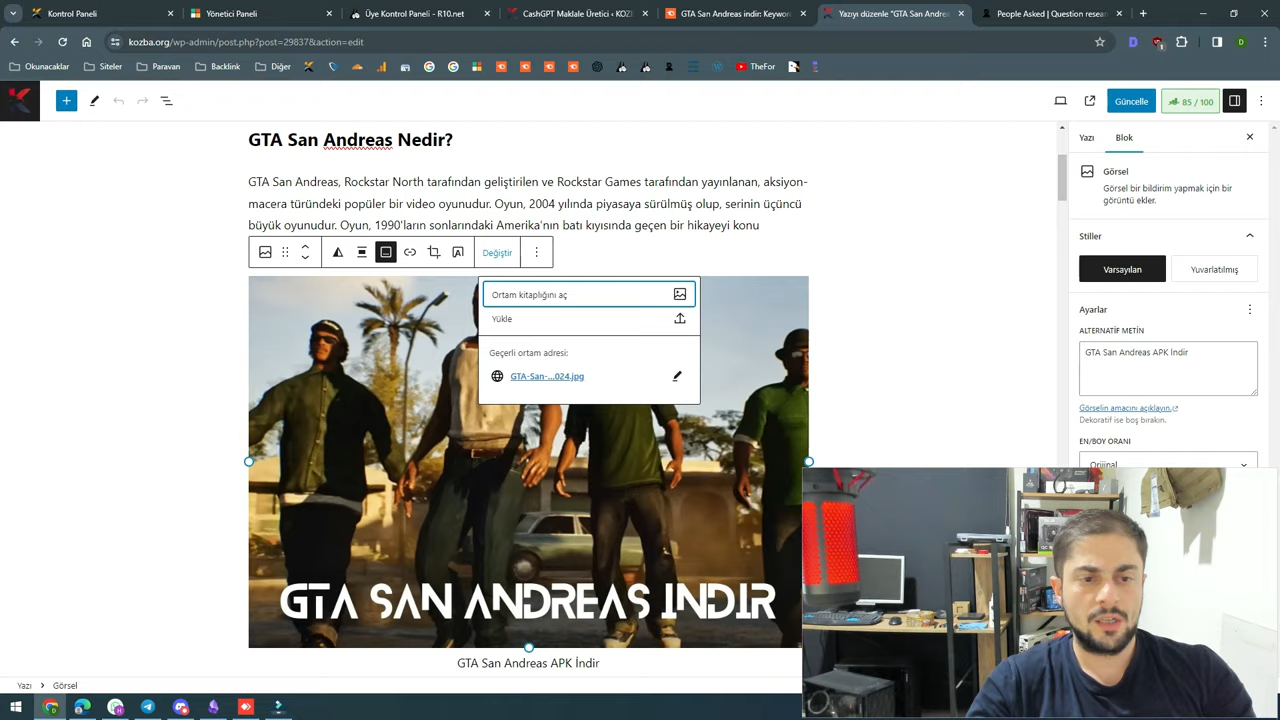 Kontrol Paneli
Yönetici Paneli
Üye Kontrol Paneli - R10.net
CashGPT Maklale Üretici ‹ KOZB
GTA San Andreas indir: Keywor
Yazıyı düzenle "GTA San Andrea
People Asked | Question resea
kozba.org/wp-admin/post.php?post=29837&action=edit
Okunacaklar
Siteler
Paravan
Backlink
Diğer
TheFor
Güncelle
85 / 100
GTA San Andreas Nedir?
GTA San Andreas, Rockstar North tarafından geliştirilen ve Rockstar Games tarafından yayınlanan, aksiyon-
macera türündeki popüler bir video oyunudur. Oyun, 2004 yılında piyasaya sürülmüş olup, serinin üçüncü
büyük oyunudur. Oyun, 1990'ların sonlarındaki Amerika'nın batı kıyısında geçen bir hikayeyi konu
Değiştir
Ortam kitaplığını aç
Yükle
Geçerli ortam adresi:
GTA-San-...024.jpg
GTA SAN ANDREAS INDIR
GTA San Andreas APK İndir
Yazı
Blok
Görsel
Görsel bir bildirim yapmak için bir
görüntü ekler.
Stiller
Varsayılan
Yuvarlatılmış
Ayarlar
ALTERNATİF METİN
GTA San Andreas APK İndir
Görselin amacını açıklayın.
Dekoratif ise boş bırakın.
EN/BOY ORANI
Orijinal
Yazı
Görsel